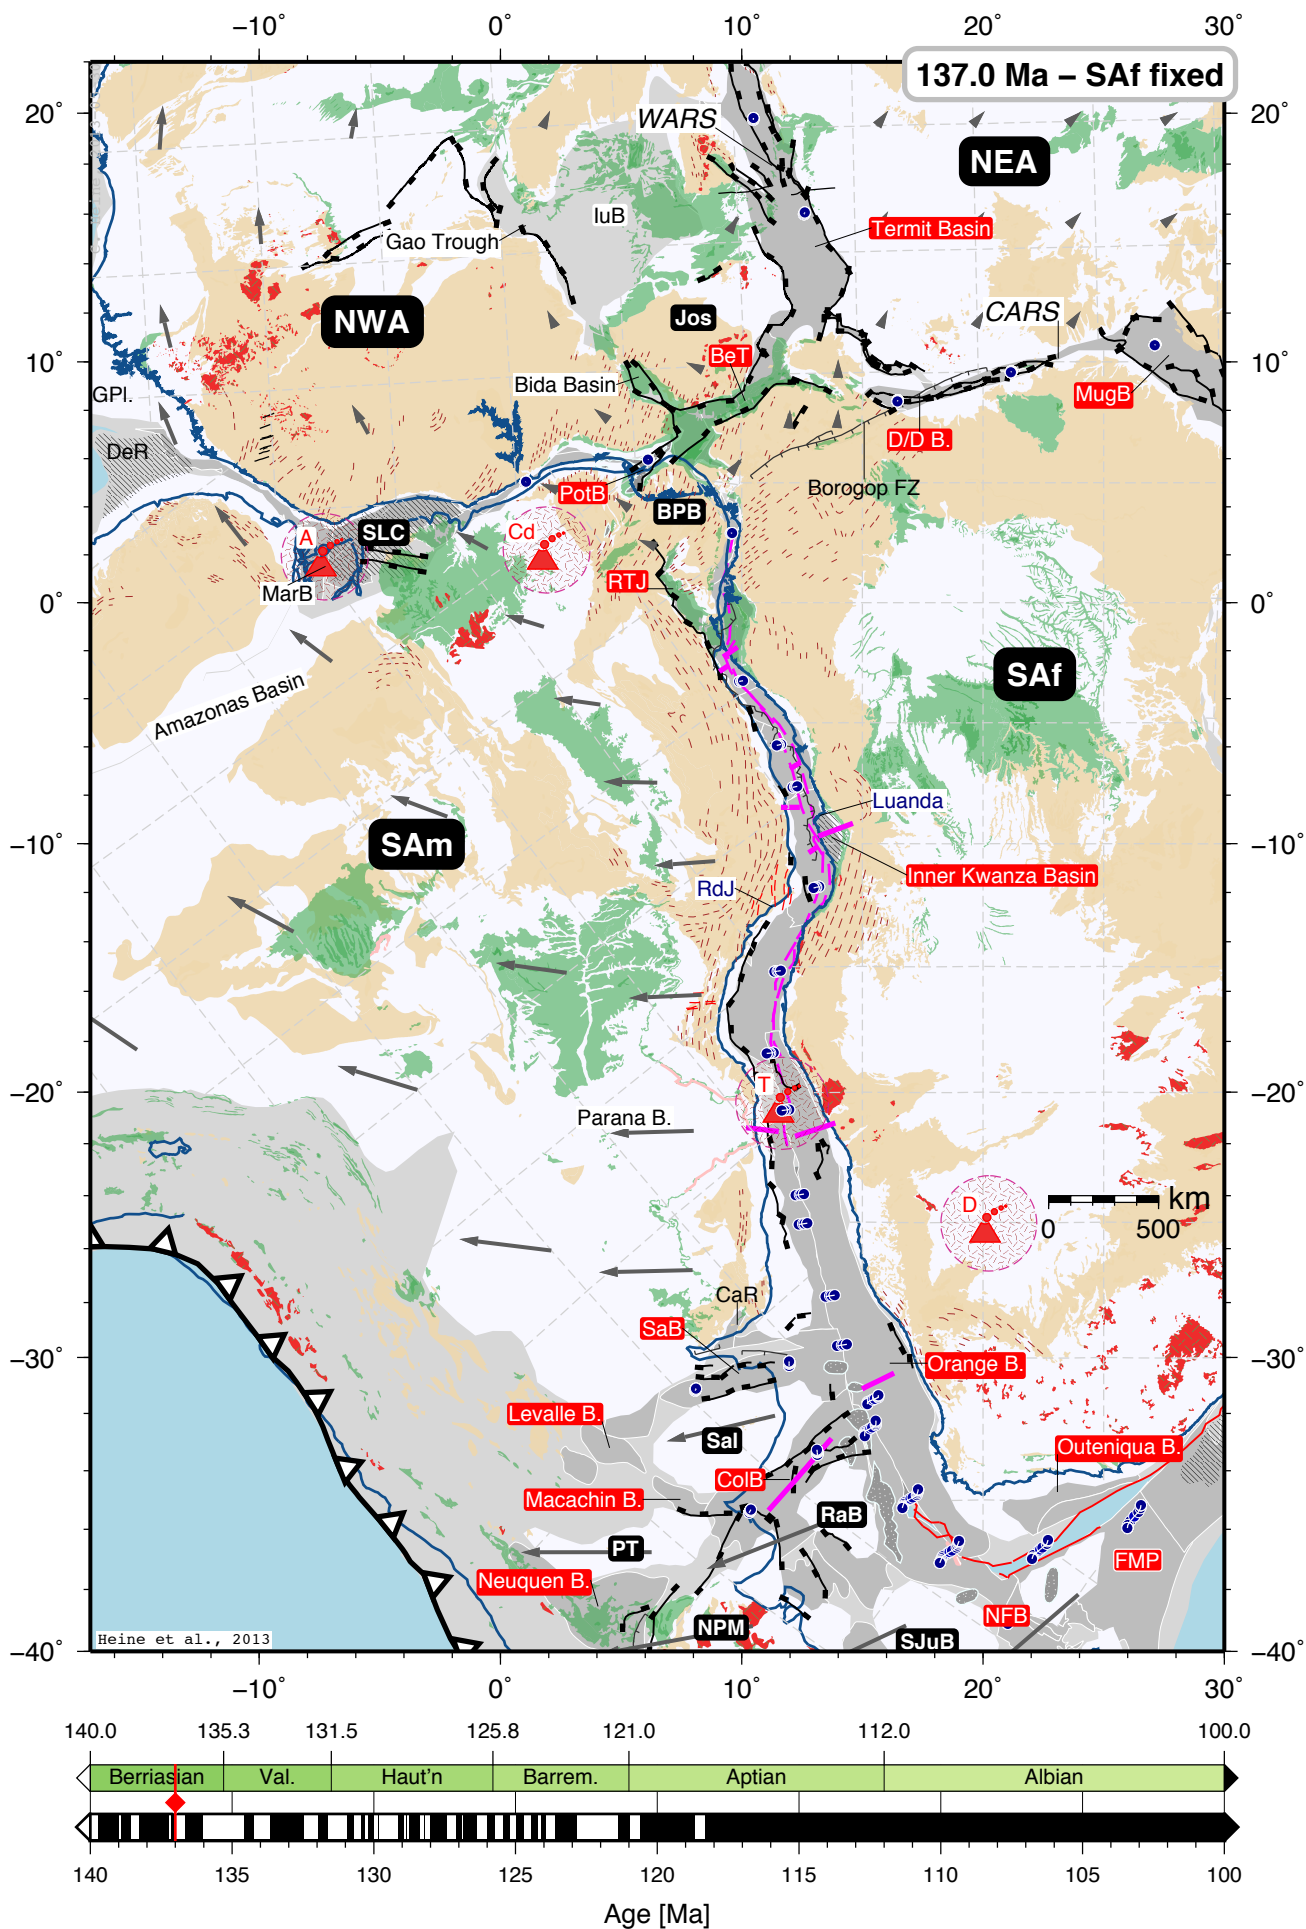 −10˚ 0˚ 10˚ 20˚ 30˚
137.0 Ma – SAf fixed
20˚ 20˚
WARS
NEA
IuB
Termit Basin
Gao Trough
CARS
NWA
Jos
BeT
10˚ 10˚
Bida Basin
MugB
GPl.
D/D B.
DeR
Borogop FZ
PotB
BPB
A
SLC
Cd
MarB
RTJ
0˚ 0˚
SAf
Amazonas Basin
Luanda
SAm
−10˚ −10˚
Inner Kwanza Basin
RdJ
T
−20˚ −20˚
Parana B.
D
km
0 500
CaR
SaB
−30˚ −30˚
Orange B.
Levalle B.
Sal
Outeniqua B.
ColB
Macachin B.
RaB
PT
FMP
Neuquen B.
NFB
NPM
SJuB
Heine et al., 2013
−40˚ −40˚
−10˚ 0˚ 10˚ 20˚ 30˚
140.0 135.3 131.5 125.8 121.0 112.0 100.0
Berriasian Val. Haut'n Barrem. Aptian Albian
140 135 130 125 120 115 110 105 100
Age [Ma]